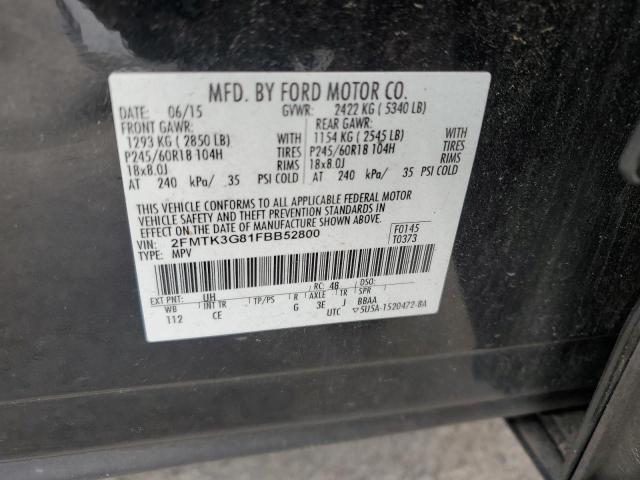 MFD. BY FORD MOTOR CO.
DATE: 06/15 GVWR: 2422 KG ( 5340 LB)
FRONT GAWR: REAR GAWR:
1293 KG ( 2850 LB) WITH 1154 KG ( 2545 LB) WITH
P245/60R18 104H TIRES P245/60R18 104H TIRES
18x8.0J RIMS 18x8.0J RIMS
AT 240 kPa/ 35 PSI COLD AT 240 kPa/ 35 PSI COLD
THIS VEHICLE CONFORMS TO ALL APPLICABLE FEDERAL MOTOR
VEHICLE SAFETY AND THEFT PREVENTION STANDARDS IN
EFFECT ON THE DATE OF MANUFACTURE SHOWN ABOVE.
VIN: 2FMTK3G81FBB52800 F0145
TYPE: MPV T0373
EXT PNT: UH RC: 48 DSO:
WB INT TR TP/PS R AXLE TR SPR
112 CE G 3E J BBAA
UTC 5U5A-1520472-BA